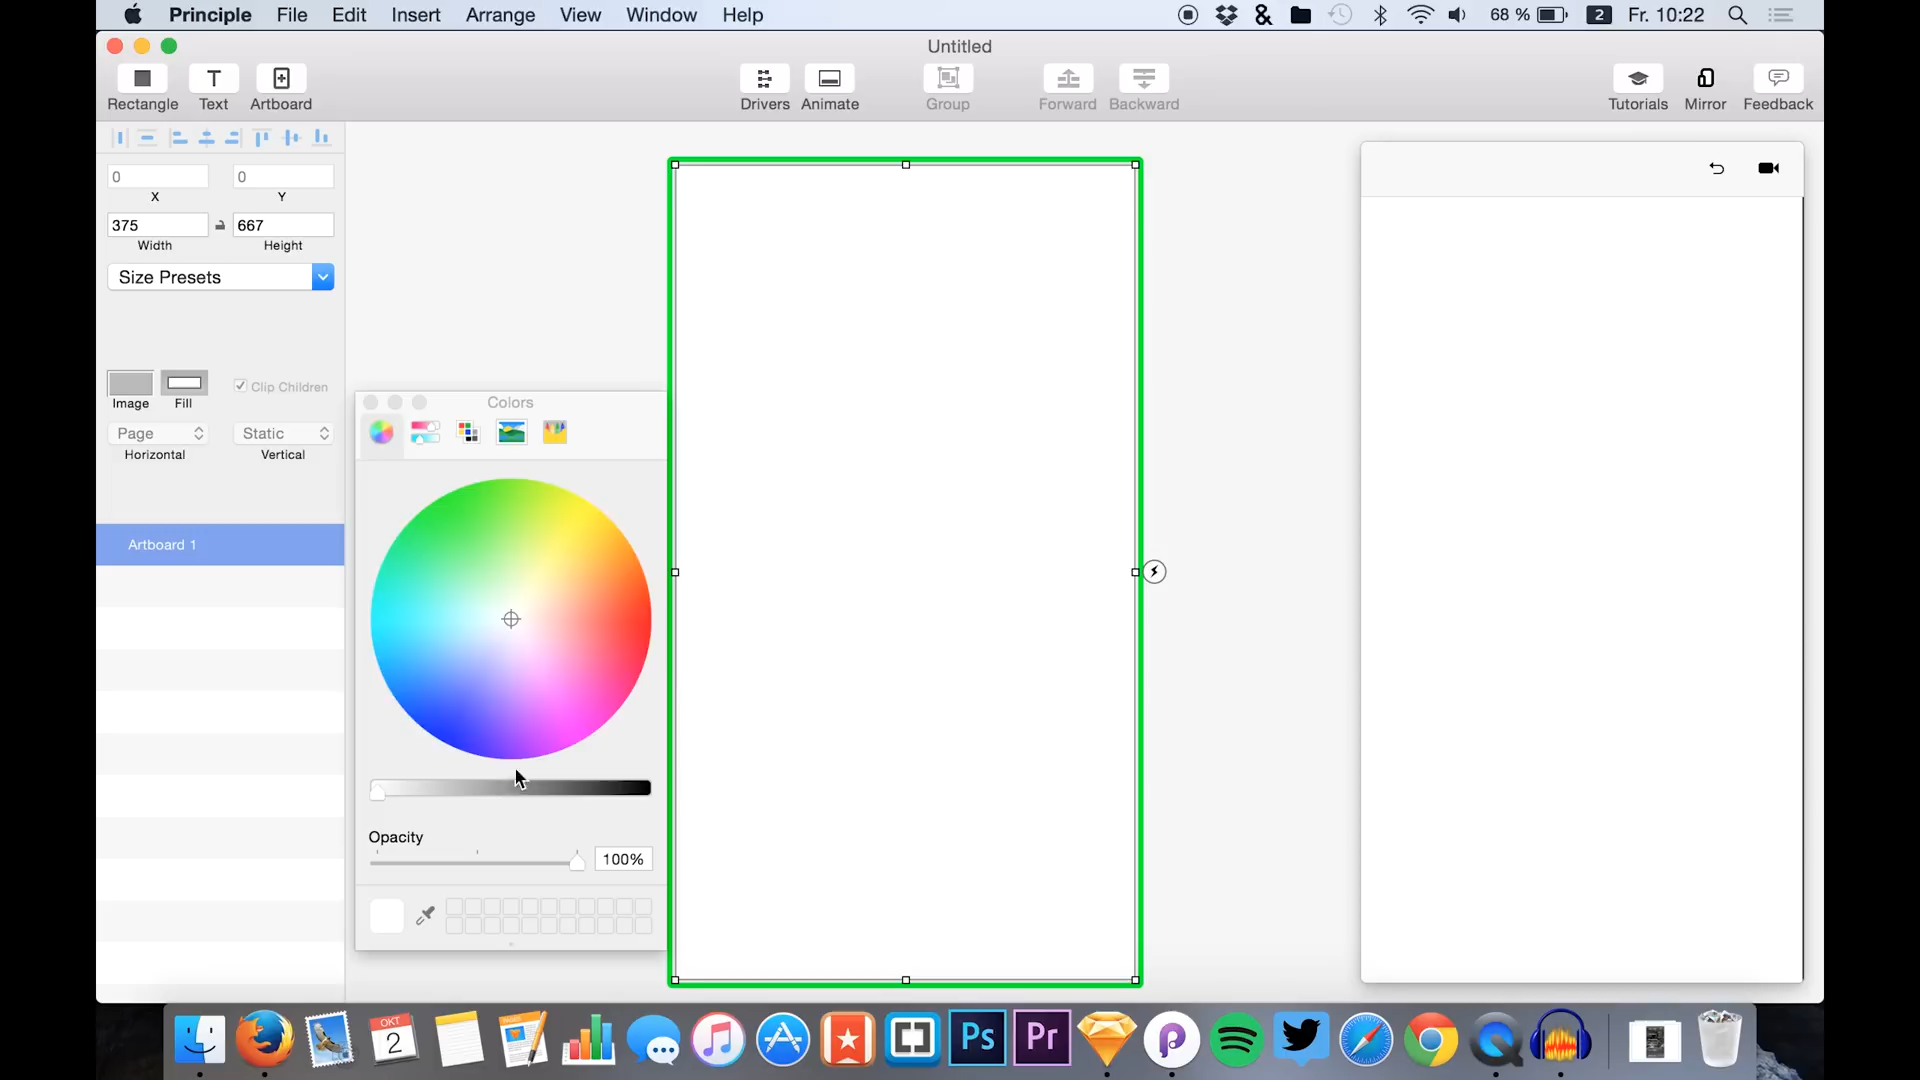 Principle File Edit Insert Arrange View Window Help & 68 % 2 Fr. 10:22
Untitled
Rectangle Text Artboard Drivers Animate Group Forward Backward Tutorials Mirror Feedback
0 0
X Y
375 667
Width Height
Size Presets
Image Fill Clip Children
Page Static
Horizontal Vertical
Artboard 1
Colors
Opacity
100%
OKT
2
Ps Pr